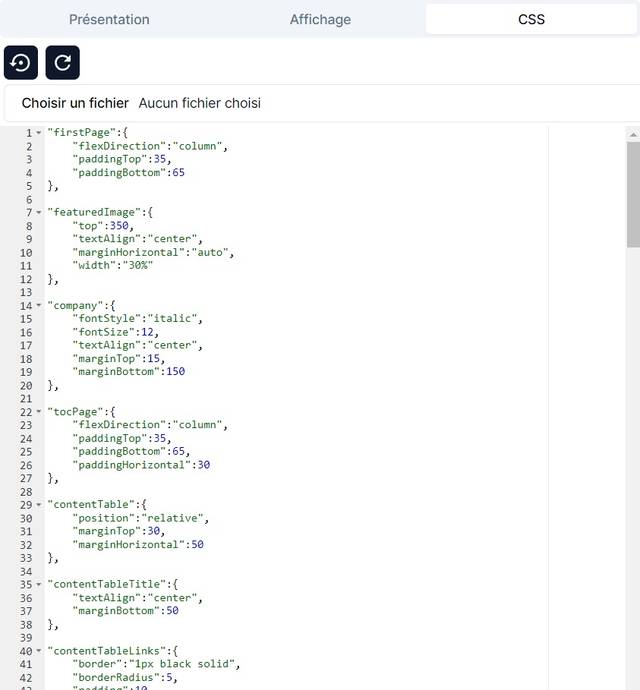 Présentation Affichage CSS
Choisir un fichier Aucun fichier choisi
1 "firstPage":{
2 "flexDirection":"column",
3 "paddingTop":35,
4 "paddingBottom":65
5 },
6
7 "featuredImage":{
8 "top":350,
9 "textAlign":"center",
10 "marginHorizontal":"auto",
11 "width":"30%"
12 },
13
14 "company":{
15 "fontStyle":"italic",
16 "fontSize":12,
17 "textAlign":"center",
18 "marginTop":15,
19 "marginBottom":150
20 },
21
22 "tocPage":{
23 "flexDirection":"column",
24 "paddingTop":35,
25 "paddingBottom":65,
26 "paddingHorizontal":30
27 },
28
29 "contentTable":{
30 "position":"relative",
31 "marginTop":30,
32 "marginHorizontal":50
33 },
34
35 "contentTableTitle":{
36 "textAlign":"center",
37 "marginBottom":50
38 },
39
40 "contentTableLinks":{
41 "border":"1px black solid",
42 "borderRadius":5,
43 "padding":10